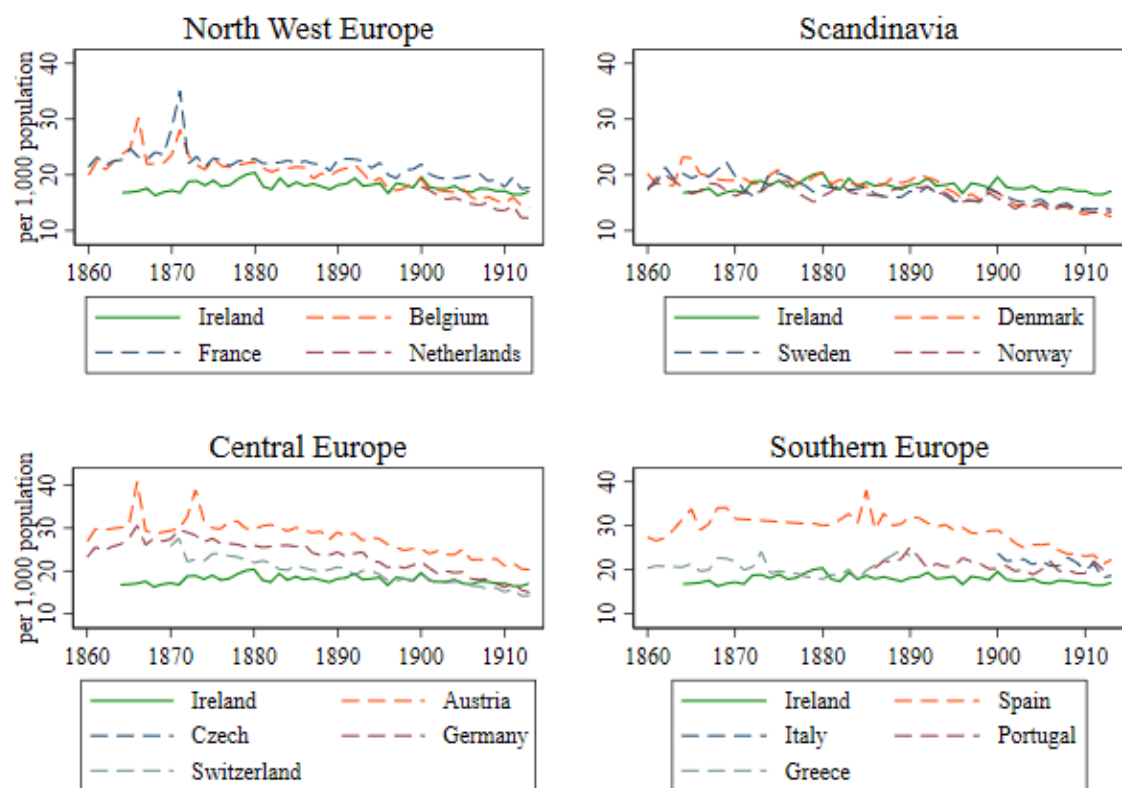 North West Europe
per 1,000 population
40
30
20
10
1860 1870 1880 1890 1900 1910
Ireland Belgium
France Netherlands
Scandinavia
40
30
20
10
1860 1870 1880 1890 1900 1910
Ireland Denmark
Sweden Norway
Central Europe
per 1,000 population
40
30
20
10
1860 1870 1880 1890 1900 1910
Ireland Austria
Czech Germany
Switzerland
Southern Europe
40
30
20
10
1860 1870 1880 1890 1900 1910
Ireland Spain
Italy Portugal
Greece